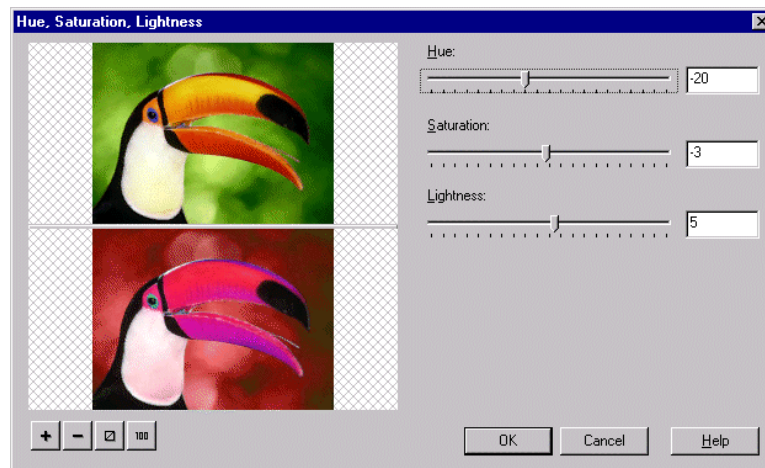 Hue, Saturation, Lightness
Hue:
-20
Saturation:
-3
Lightness:
5
100
OK
Cancel
Help